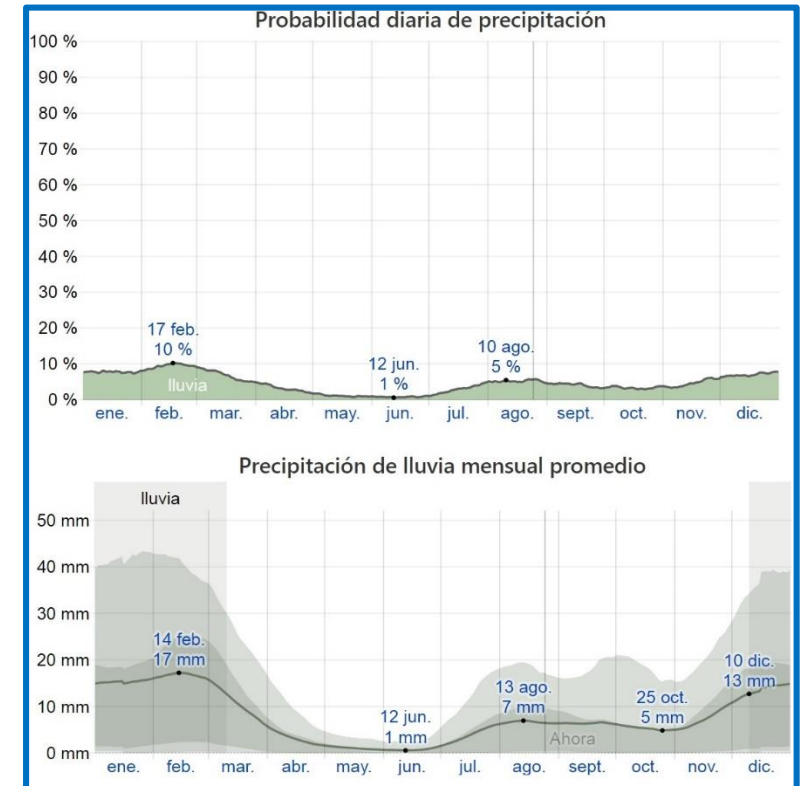 Probabilidad diaria de precipitación
100 %
90 %
80 %
70 %
60 %
50 %
40 %
30 %
20 %
10 %
0 %
17 feb.
10 %
12 jun.
1 %
10 ago.
5 %
lluvia
ene. feb. mar. abr. may. jun. jul. ago. sept. oct. nov. dic.
Precipitación de lluvia mensual promedio
lluvia
50 mm
40 mm
30 mm
20 mm
10 mm
0 mm
14 feb.
17 mm
12 jun.
1 mm
13 ago.
7 mm
25 oct.
5 mm
10 dic.
13 mm
Ahora
ene. feb. mar. abr. may. jun. jul. ago. sept. oct. nov. dic.